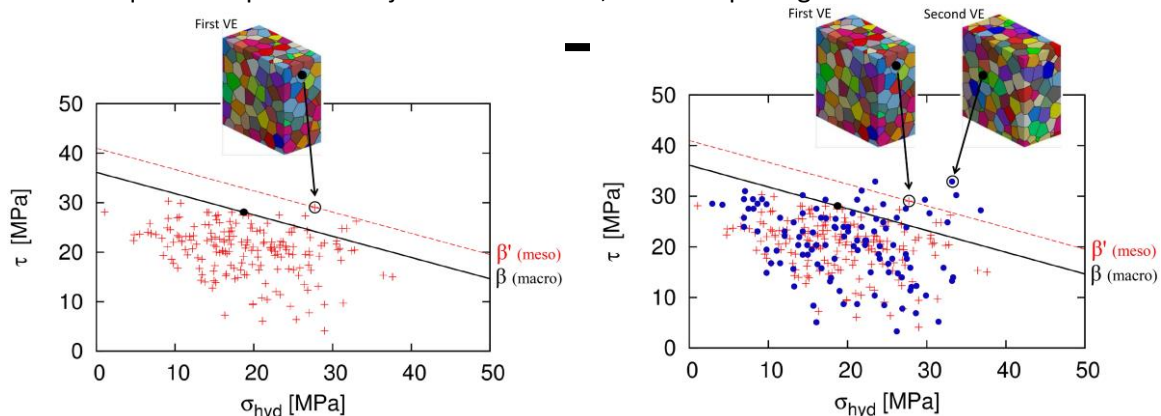 First VE
50
40
30
20
10
0
τ [MPa]
0 10 20 30 40 50
σhyd [MPa]
β' (meso)
β (macro)
First VE Second VE
50
40
30
20
10
0
τ [MPa]
0 10 20 30 40 50
σhyd [MPa]
β' (meso)
β (macro)